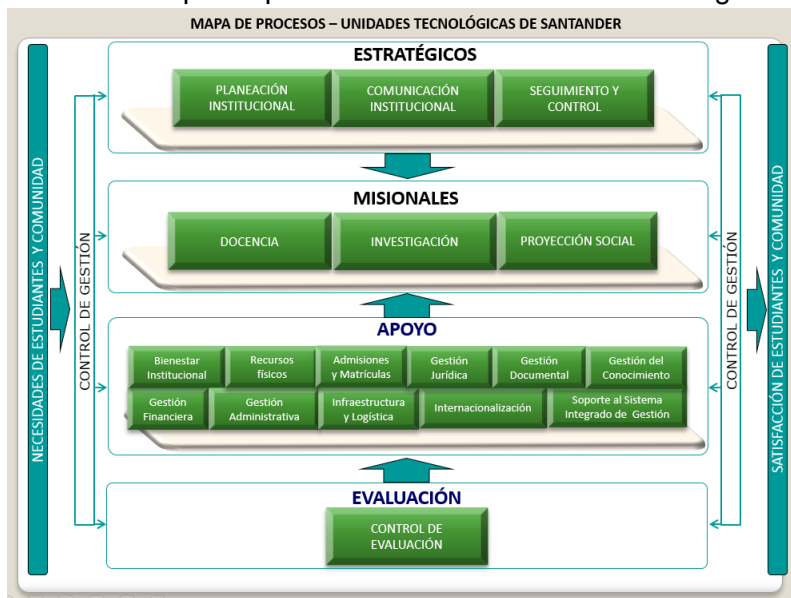 MAPA DE PROCESOS – UNIDADES TECNOLÓGICAS DE SANTANDER
NECESIDADES DE ESTUDIANTES Y COMUNIDAD
CONTROL DE GESTIÓN
ESTRATÉGICOS
PLANEACIÓN
INSTITUCIONAL
COMUNICACIÓN
INSTITUCIONAL
SEGUIMIENTO Y
CONTROL
MISIONALES
DOCENCIA
INVESTIGACIÓN
PROYECCIÓN SOCIAL
APOYO
Bienestar
Institucional
Recursos
físicos
Admisiones
y Matrículas
Gestión
Jurídica
Gestión
Documental
Gestión del
Conocimiento
Gestión
Financiera
Gestión
Administrativa
Infraestructura
y Logística
Internacionalización
Soporte al Sistema
Integrado de Gestión
EVALUACIÓN
CONTROL DE
EVALUACIÓN
CONTROL DE GESTIÓN
SATISFACCIÓN DE ESTUDIANTES Y COMUNIDAD